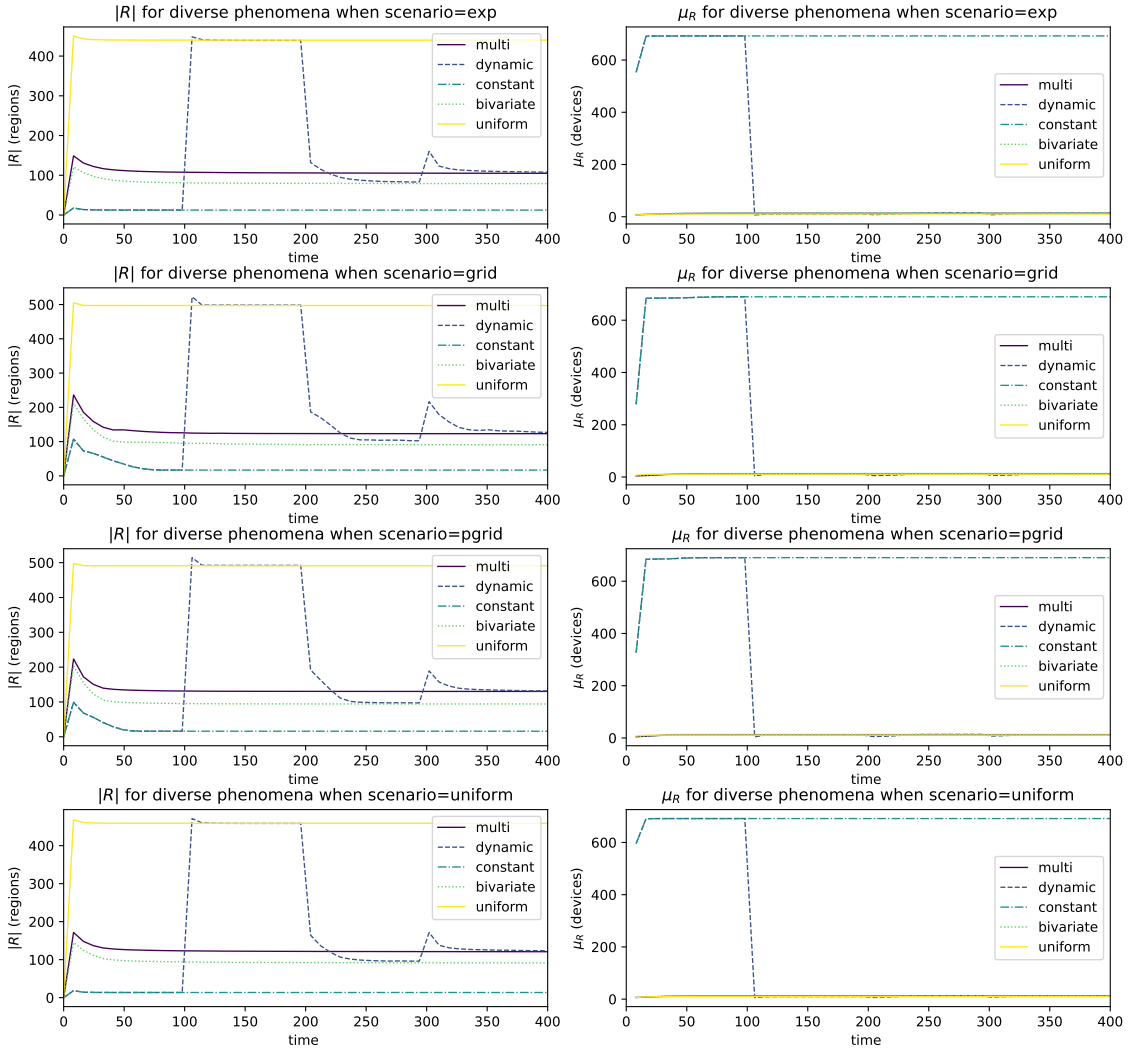 |R| for diverse phenomena when scenario=exp
|R| (regions)
400
300
200
100
0
0 50 100 150 200 250 300 350 400
time
multi
dynamic
constant
bivariate
uniform
μR for diverse phenomena when scenario=exp
μR (devices)
600
400
200
0
0 50 100 150 200 250 300 350 400
time
multi
dynamic
constant
bivariate
uniform
|R| for diverse phenomena when scenario=grid
|R| (regions)
500
400
300
200
100
0
0 50 100 150 200 250 300 350 400
time
multi
dynamic
constant
bivariate
uniform
μR for diverse phenomena when scenario=grid
μR (devices)
600
400
200
0
0 50 100 150 200 250 300 350 400
time
multi
dynamic
constant
bivariate
uniform
|R| for diverse phenomena when scenario=pgrid
|R| (regions)
500
400
300
200
100
0
0 50 100 150 200 250 300 350 400
time
multi
dynamic
constant
bivariate
uniform
μR for diverse phenomena when scenario=pgrid
μR (devices)
600
400
200
0
0 50 100 150 200 250 300 350 400
time
multi
dynamic
constant
bivariate
uniform
|R| for diverse phenomena when scenario=uniform
|R| (regions)
400
300
200
100
0
0 50 100 150 200 250 300 350 400
time
multi
dynamic
constant
bivariate
uniform
μR for diverse phenomena when scenario=uniform
μR (devices)
600
400
200
0
0 50 100 150 200 250 300 350 400
time
multi
dynamic
constant
bivariate
uniform